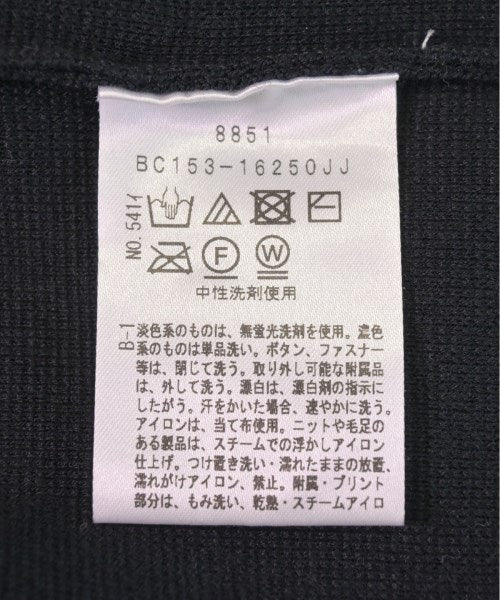 8851
BC153-16250JJ
NO.541イ
F W
中性洗剤使用
B-1
淡色系のものは、無蛍光洗剤を使用。濃色
系のものは単品洗い。ボタン、ファスナー
等は、閉じて洗う。取り外し可能な附属品
は、外して洗う。漂白は、漂白剤の指示に
したがう。汗をかいた場合、速やかに洗う。
アイロンは、当て布使用。ニットや毛足の
ある製品は、スチームでの浮かしアイロン
仕上げ。つけ置き洗い・濡れたままの放置、
濡れがけアイロン、禁止。附属・プリント
部分は、もみ洗い、乾熱・スチームアイロ